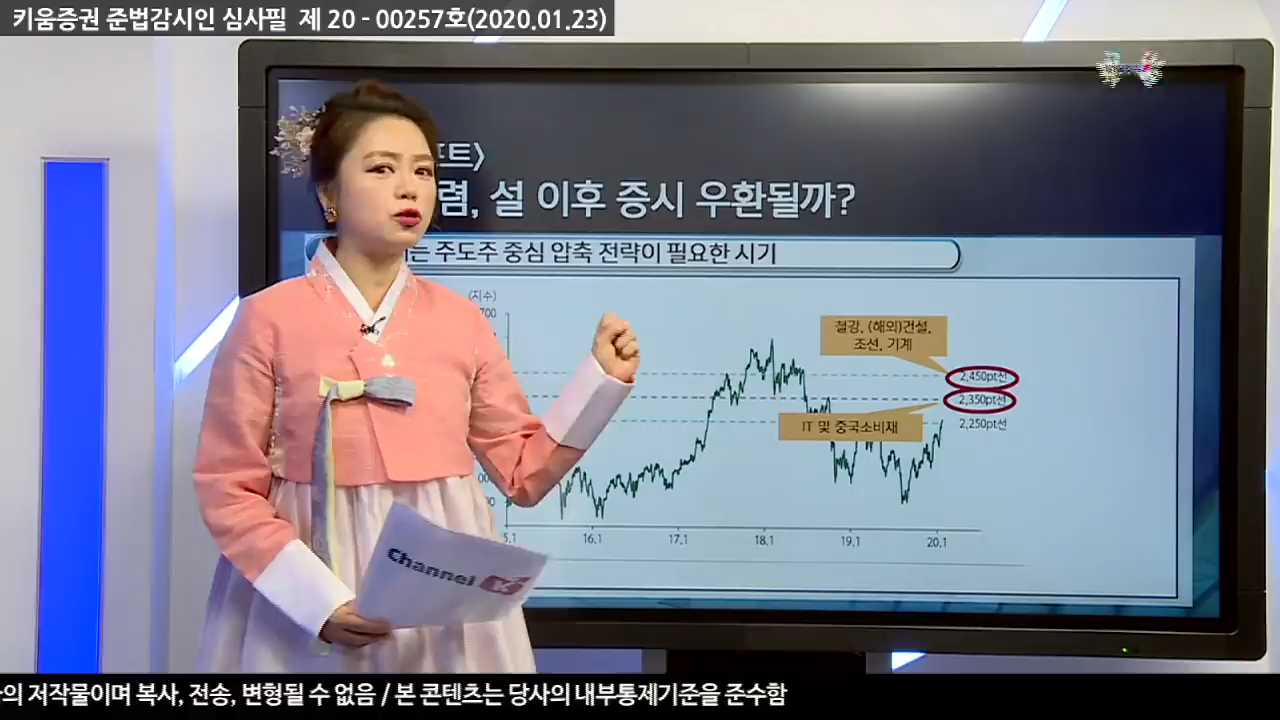 키움증권 준법감시인 심사필 제 20 - 00257호(2020.01.23)
프트〉
렴, 설 이후 증시 우환될까?
는 주도주 중심 압축 전략이 필요한 시기
(지수)
700
철강, (해외)건설,
조선, 기계
2,450pt선
2,350pt선
IT 및 중국소비재
2,250pt선
00
00
5.1 16.1 17.1 18.1 19.1 20.1
Channel K
의 저작물이며 복사, 전송, 변형될 수 없음 / 본 콘텐츠는 당사의 내부통제기준을 준수함